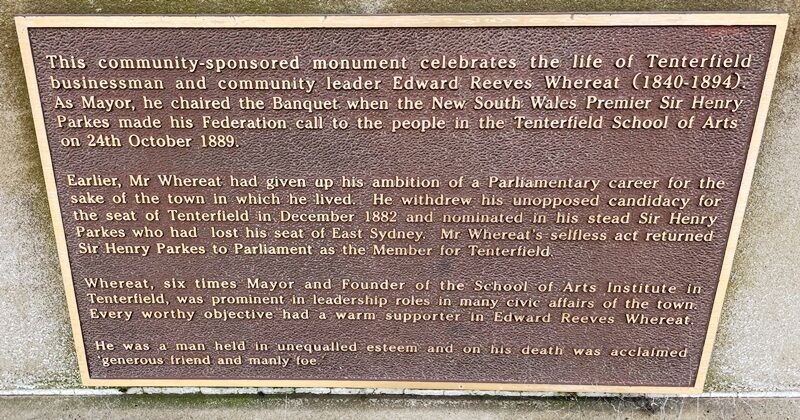 This community-sponsored monument celebrates the life of Tenterfield
businessman and community leader Edward Reeves Whereat (1840-1894).
As Mayor, he chaired the Banquet when the New South Wales Premier Sir Henry
Parkes made his Federation call to the people in the Tenterfield School of Arts
on 24th October 1889.
Earlier, Mr Whereat had given up his ambition of a Parliamentary career for the
sake of the town in which he lived. He withdrew his unopposed candidacy for
the seat of Tenterfield in December 1882 and nominated in his stead Sir Henry
Parkes who had lost his seat of East Sydney. Mr Whereat's selfless act returned
Sir Henry Parkes to Parliament as the Member for Tenterfield.
Whereat, six times Mayor and Founder of the School of Arts Institute in
Tenterfield, was prominent in leadership roles in many civic affairs of the town.
Every worthy objective had a warm supporter in Edward Reeves Whereat.
He was a man held in unequalled esteem and on his death was acclaimed
'generous friend and manly foe.'